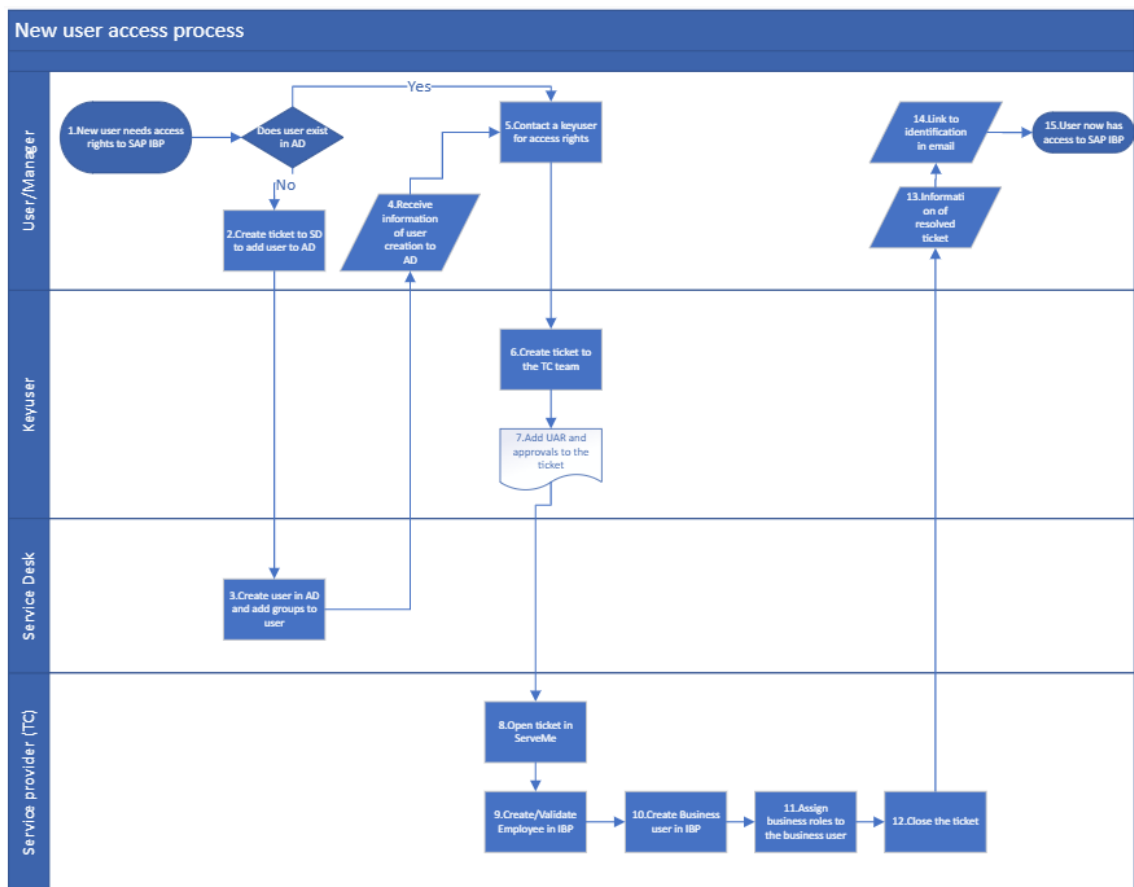 New user access process
User/Manager
1.New user needs access
rights to SAP IBP
Does user exist
in AD
Yes
No
2.Create ticket to SD
to add user to AD
4.Receive
information
of user
creation to
AD
5.Contact a keyuser
for access rights
14.Link to
identification
in email
15.User now has
access to SAP IBP
13.Informati
on of
resolved
ticket
Keyuser
6.Create ticket to
the TC team
7.Add UAR and
approvals to the
ticket
Service Desk
3.Create user in AD
and add groups to
user
Service provider (TC)
8.Open ticket in
ServeMe
9.Create/Validate
Employee in IBP
10.Create Business
user in IBP
11.Assign
business roles to
the business user
12.Close the ticket